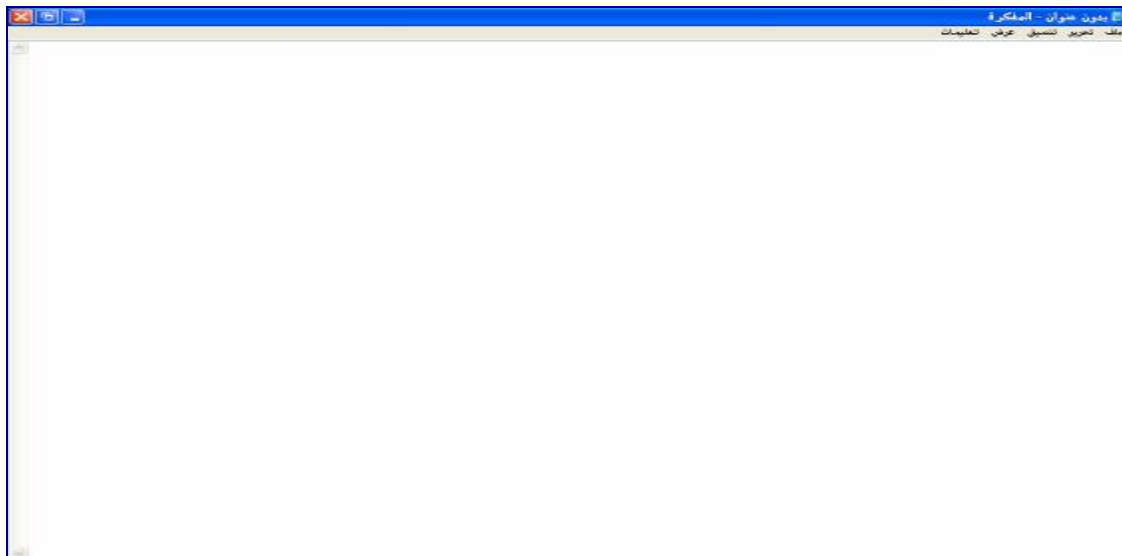 بدون عنوان - المفكرة
ملف تحرير تنسيق عرض تعليمات